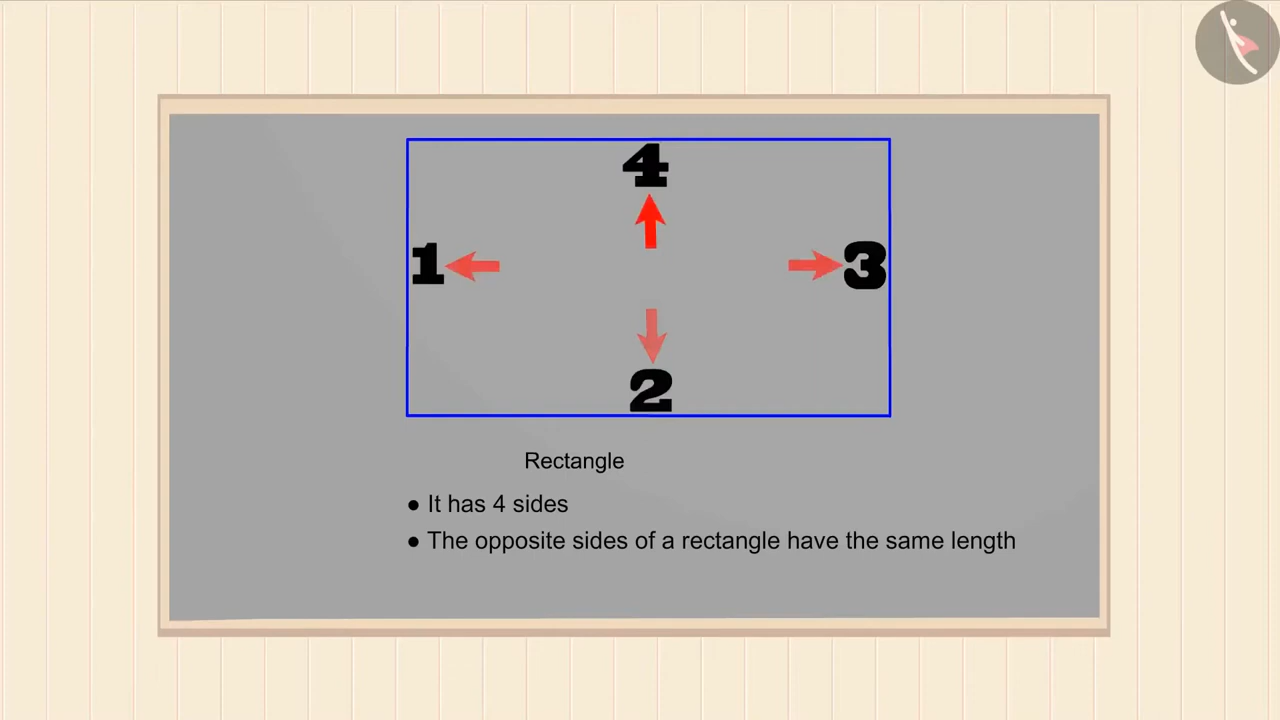 4
1
3
2
Rectangle
● It has 4 sides
● The opposite sides of a rectangle have the same length